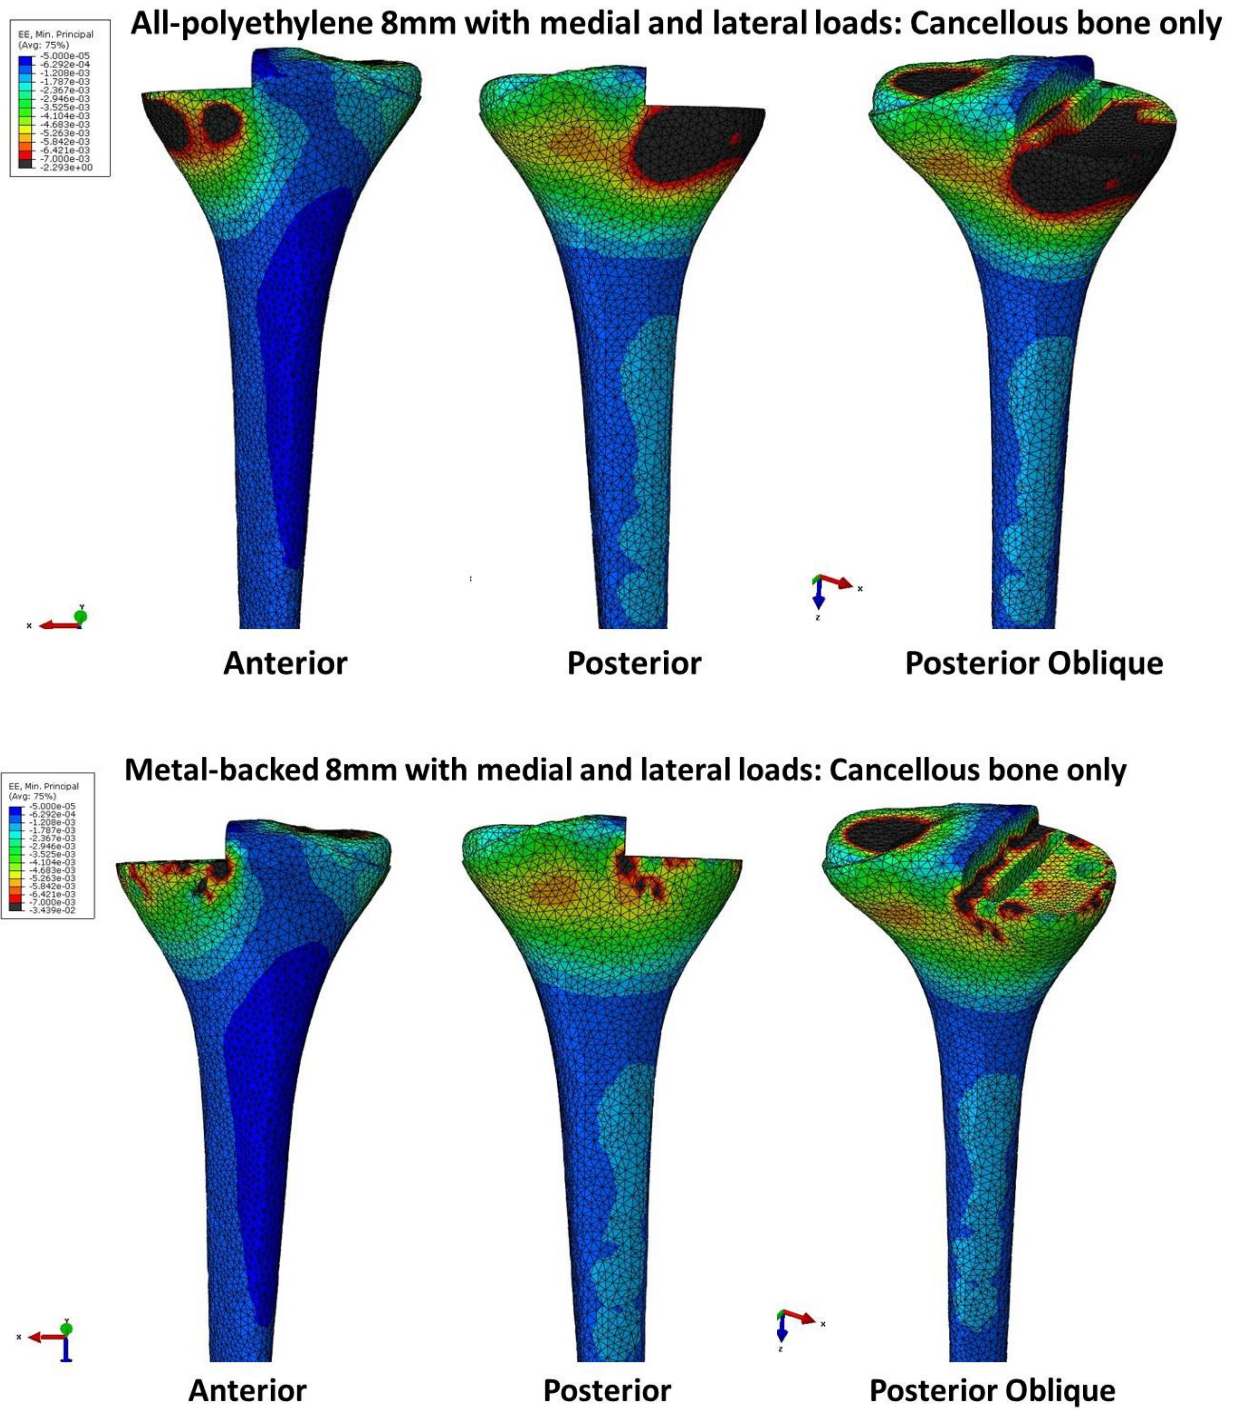 All-polyethylene 8mm with medial and lateral loads: Cancellous bone only
EE, Min. Principal
(Avg: 75%)
-5.000e-05
-6.292e-04
-1.208e-03
-1.787e-03
-2.367e-03
-2.946e-03
-3.525e-03
-4.104e-03
-4.683e-03
-5.263e-03
-5.842e-03
-6.421e-03
-7.000e-03
-2.293e+00
Y
X
X
Z
Anterior
Posterior
Posterior Oblique
Metal-backed 8mm with medial and lateral loads: Cancellous bone only
EE, Min. Principal
(Avg: 75%)
-5.000e-05
-6.292e-04
-1.208e-03
-1.787e-03
-2.367e-03
-2.946e-03
-3.525e-03
-4.104e-03
-4.683e-03
-5.263e-03
-5.842e-03
-6.421e-03
-7.000e-03
-3.439e-02
Y
X
X
Z
Anterior
Posterior
Posterior Oblique